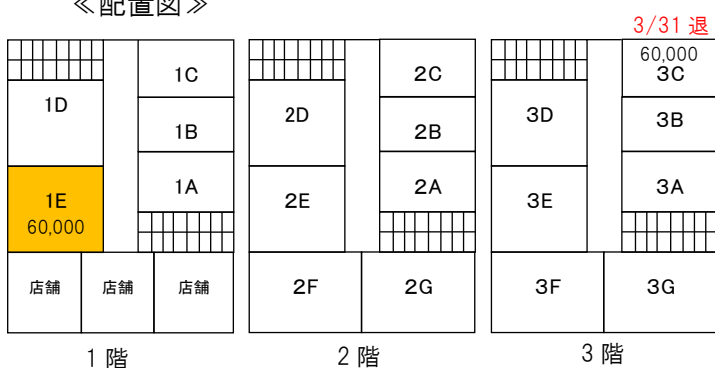 ≪配置図≫
3/31 退
1C
1D
1B
1A
1E
60,000
店舗 店舗 店舗
1 階
2C
2D
2B
2A
2E
2F 2G
2 階
60,000
3C
3D
3B
3A
3E
3F 3G
3 階